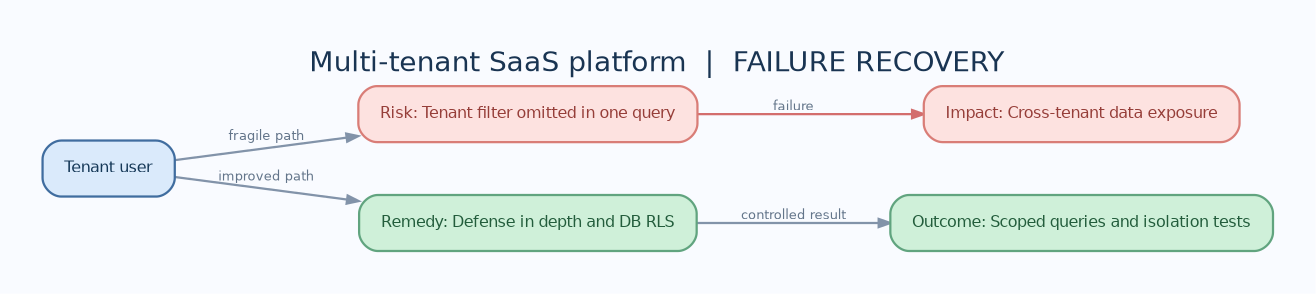 Multi-tenant SaaS platform | FAILURE RECOVERY
Tenant user
fragile path
Risk: Tenant filter omitted in one query
failure
Impact: Cross-tenant data exposure
improved path
Remedy: Defense in depth and DB RLS
controlled result
Outcome: Scoped queries and isolation tests